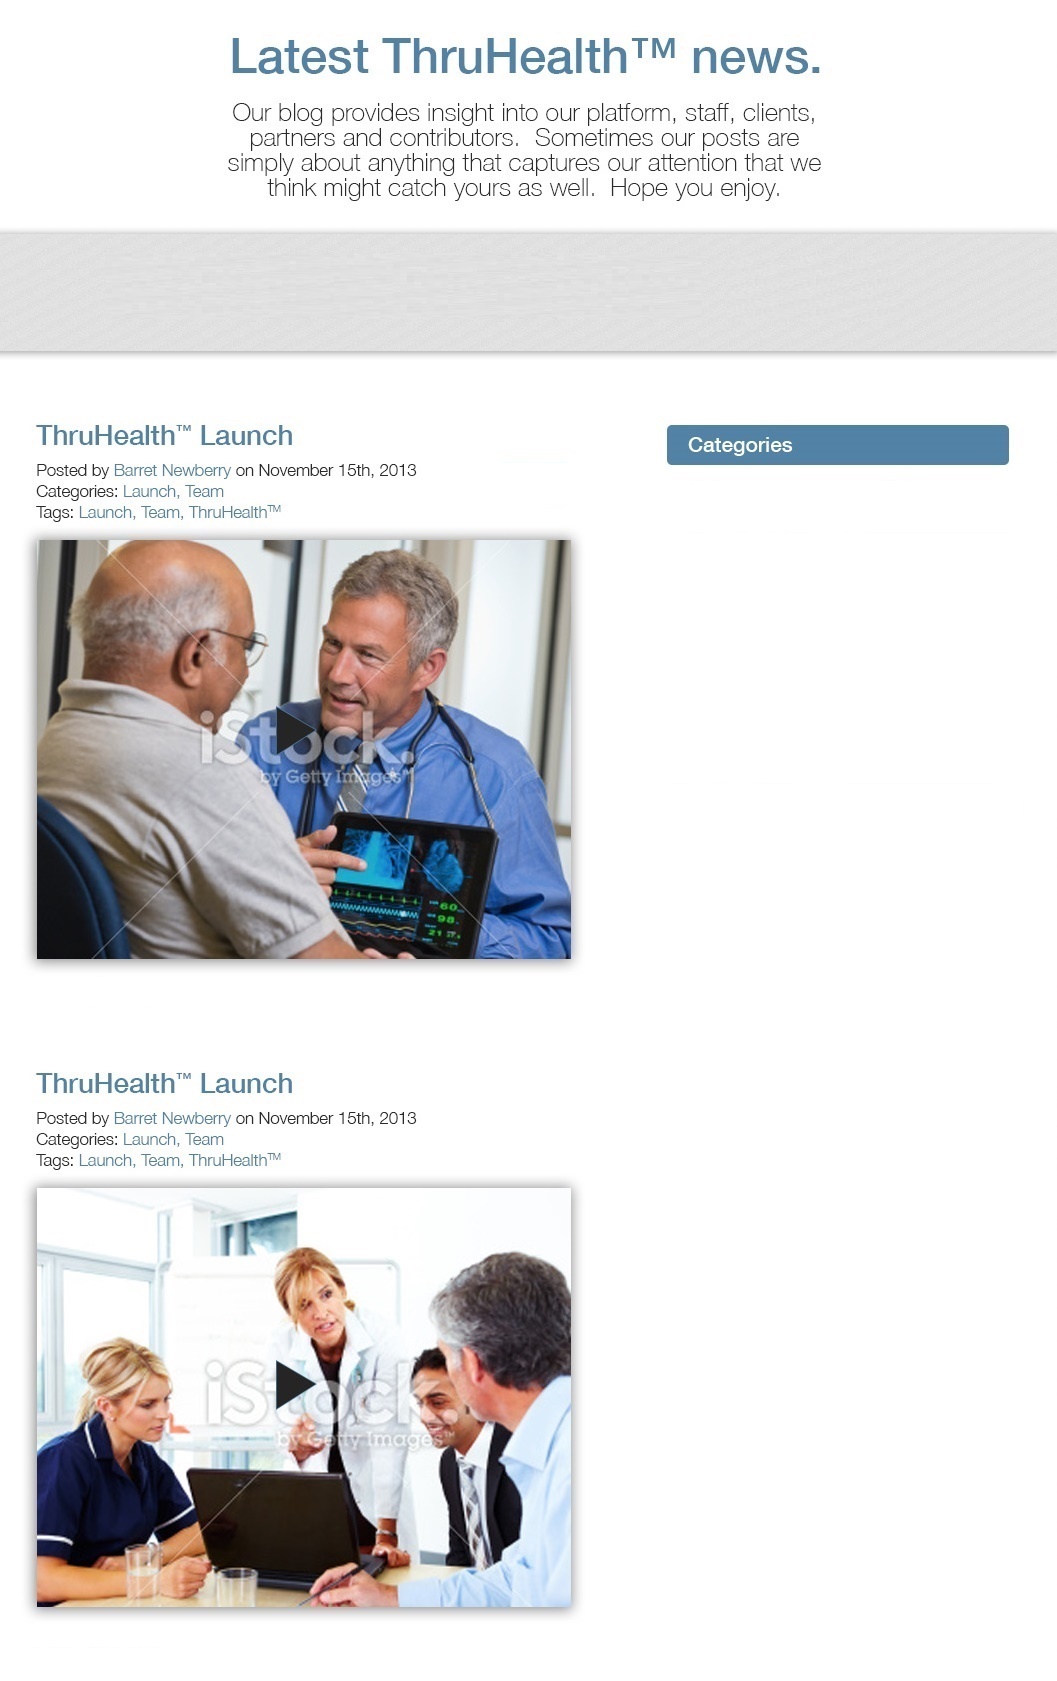 Latest ThruHealth™ news.
Our blog provides insight into our platform, staff, clients,
partners and contributors.  Sometimes our posts are
simply about anything that captures our attention that we
think might catch yours as well.  Hope you enjoy.
ThruHealth™ Launch
Posted by Barret Newberry on November 15th, 2013
Categories: Launch, Team
Tags: Launch, Team, ThruHealth™
iStock.
by Getty Images™
60
98
21
ThruHealth™ Launch
Posted by Barret Newberry on November 15th, 2013
Categories: Launch, Team
Tags: Launch, Team, ThruHealth™
iStock.
by Getty Images™
Categories